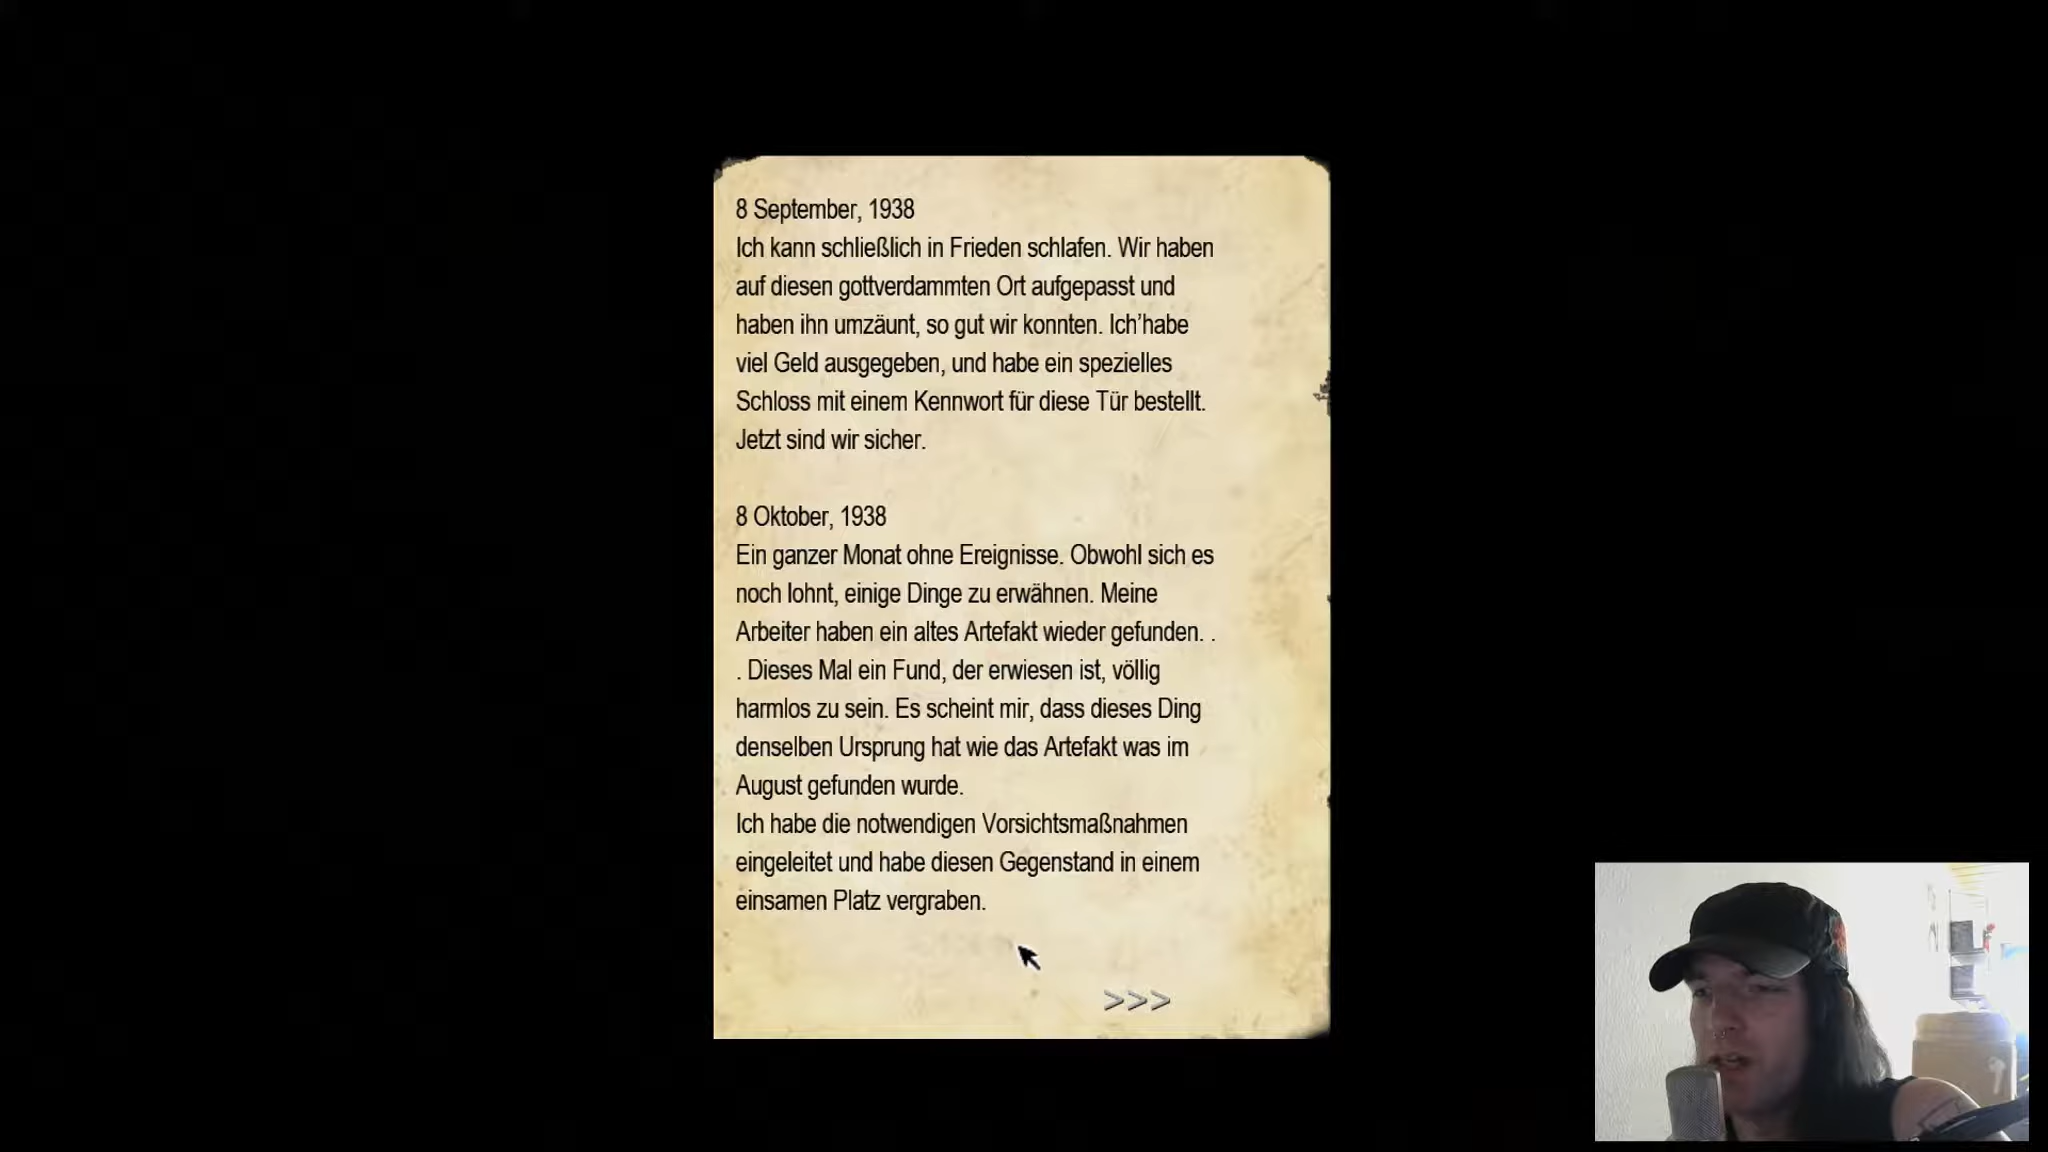 8 September, 1938
Ich kann schließlich in Frieden schlafen. Wir haben
auf diesen gottverdammten Ort aufgepasst und
haben ihn umzäunt, so gut wir konnten. Ich’habe
viel Geld ausgegeben, und habe ein spezielles
Schloss mit einem Kennwort für diese Tür bestellt.
Jetzt sind wir sicher.
8 Oktober, 1938
Ein ganzer Monat ohne Ereignisse. Obwohl sich es
noch lohnt, einige Dinge zu erwähnen. Meine
Arbeiter haben ein altes Artefakt wieder gefunden. .
. Dieses Mal ein Fund, der erwiesen ist, völlig
harmlos zu sein. Es scheint mir, dass dieses Ding
denselben Ursprung hat wie das Artefakt was im
August gefunden wurde.
Ich habe die notwendigen Vorsichtsmaßnahmen
eingeleitet und habe diesen Gegenstand in einem
einsamen Platz vergraben.
>>>